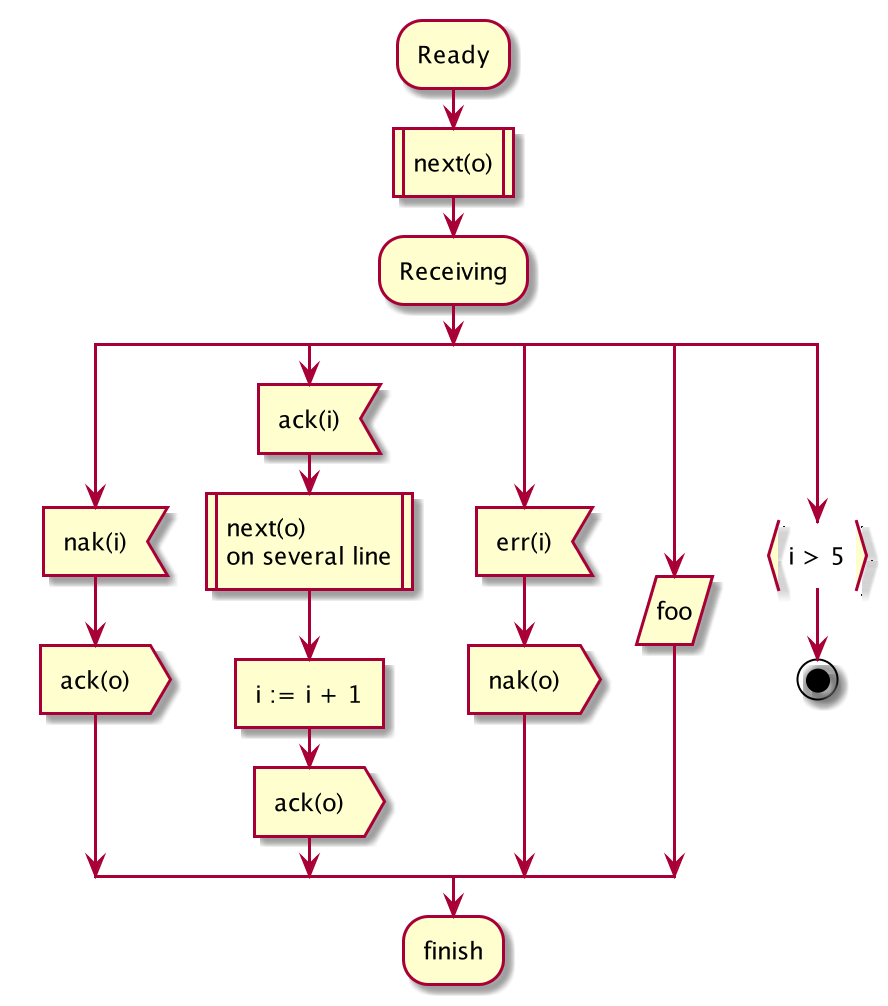 Ready
next(o)
Receiving
nak(i)
ack(o)
ack(i)
next(o)
on several line
i := i + 1
ack(o)
err(i)
nak(o)
foo
i > 5
finish